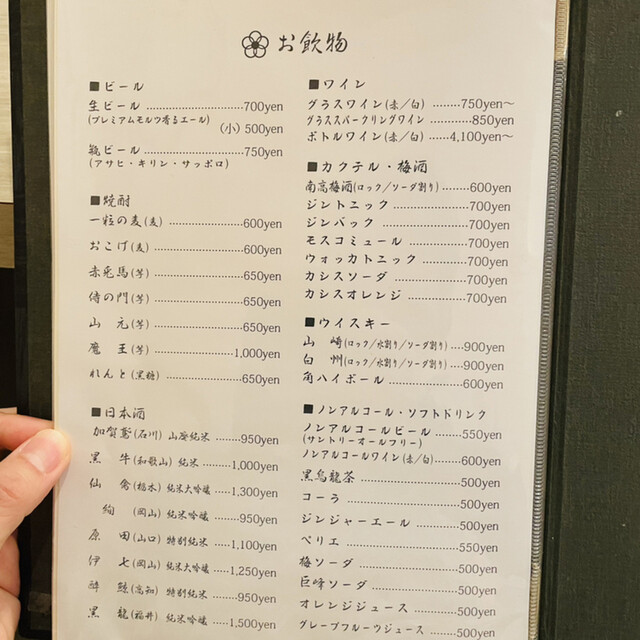 お飲物
■ビール
生ビール ………………700yen
(プレミアムモルツ香るエール)
(小) 500yen
瓶ビール ………………750yen
(アサヒ・キリン・サッポロ)
■焼酎
一粒の麦(麦) ……………600yen
おこげ(麦) ……………600yen
赤兎馬(芋) ……………650yen
侍の門(芋) ……………650yen
山 元(芋) ……………650yen
魔 王(芋) ……………1,000yen
れんと(黒糖) ……………650yen
■日本酒
加賀鳶(石川) 山廃純米 ……950yen
黒 牛(和歌山) 純米 ……1,000yen
仙 禽(栃木) 純米大吟醸 …1,300yen
絢 (岡山) 純米吟醸 ……950yen
原 田(山口) 特別純米 …1,100yen
伊 七(岡山) 純米大吟醸 …1,250yen
酔 鯨(高知) 特別純米 ……950yen
黒 龍(福井) 純米吟醸 …1,500yen
■ワイン
グラスワイン(赤/白) ……750yen〜
グラススパークリングワイン ……850yen
ボトルワイン(赤/白) …4,100yen〜
■カクテル・梅酒
南高梅酒(ロック/ソーダ割り) ……600yen
ジントニック ……………700yen
ジンバック ……………700yen
モスコミュール ……………700yen
ウォッカトニック ……………700yen
カシスソーダ ……………700yen
カシスオレンジ ……………700yen
■ウイスキー
山 崎(ロック/水割り/ソーダ割り) …900yen
白 州(ロック/水割り/ソーダ割り) …900yen
角ハイボール ……………600yen
■ノンアルコール・ソフトドリンク
ノンアルコールビール ……550yen
(サントリーオールフリー)
ノンアルコールワイン(赤/白) ……600yen
黒烏龍茶 ……………500yen
コーラ ……………500yen
ジンジャーエール ……………500yen
ペリエ ……………550yen
梅ソーダ ……………500yen
巨峰ソーダ ……………500yen
オレンジジュース ……………500yen
グレープフルーツジュース ……500yen